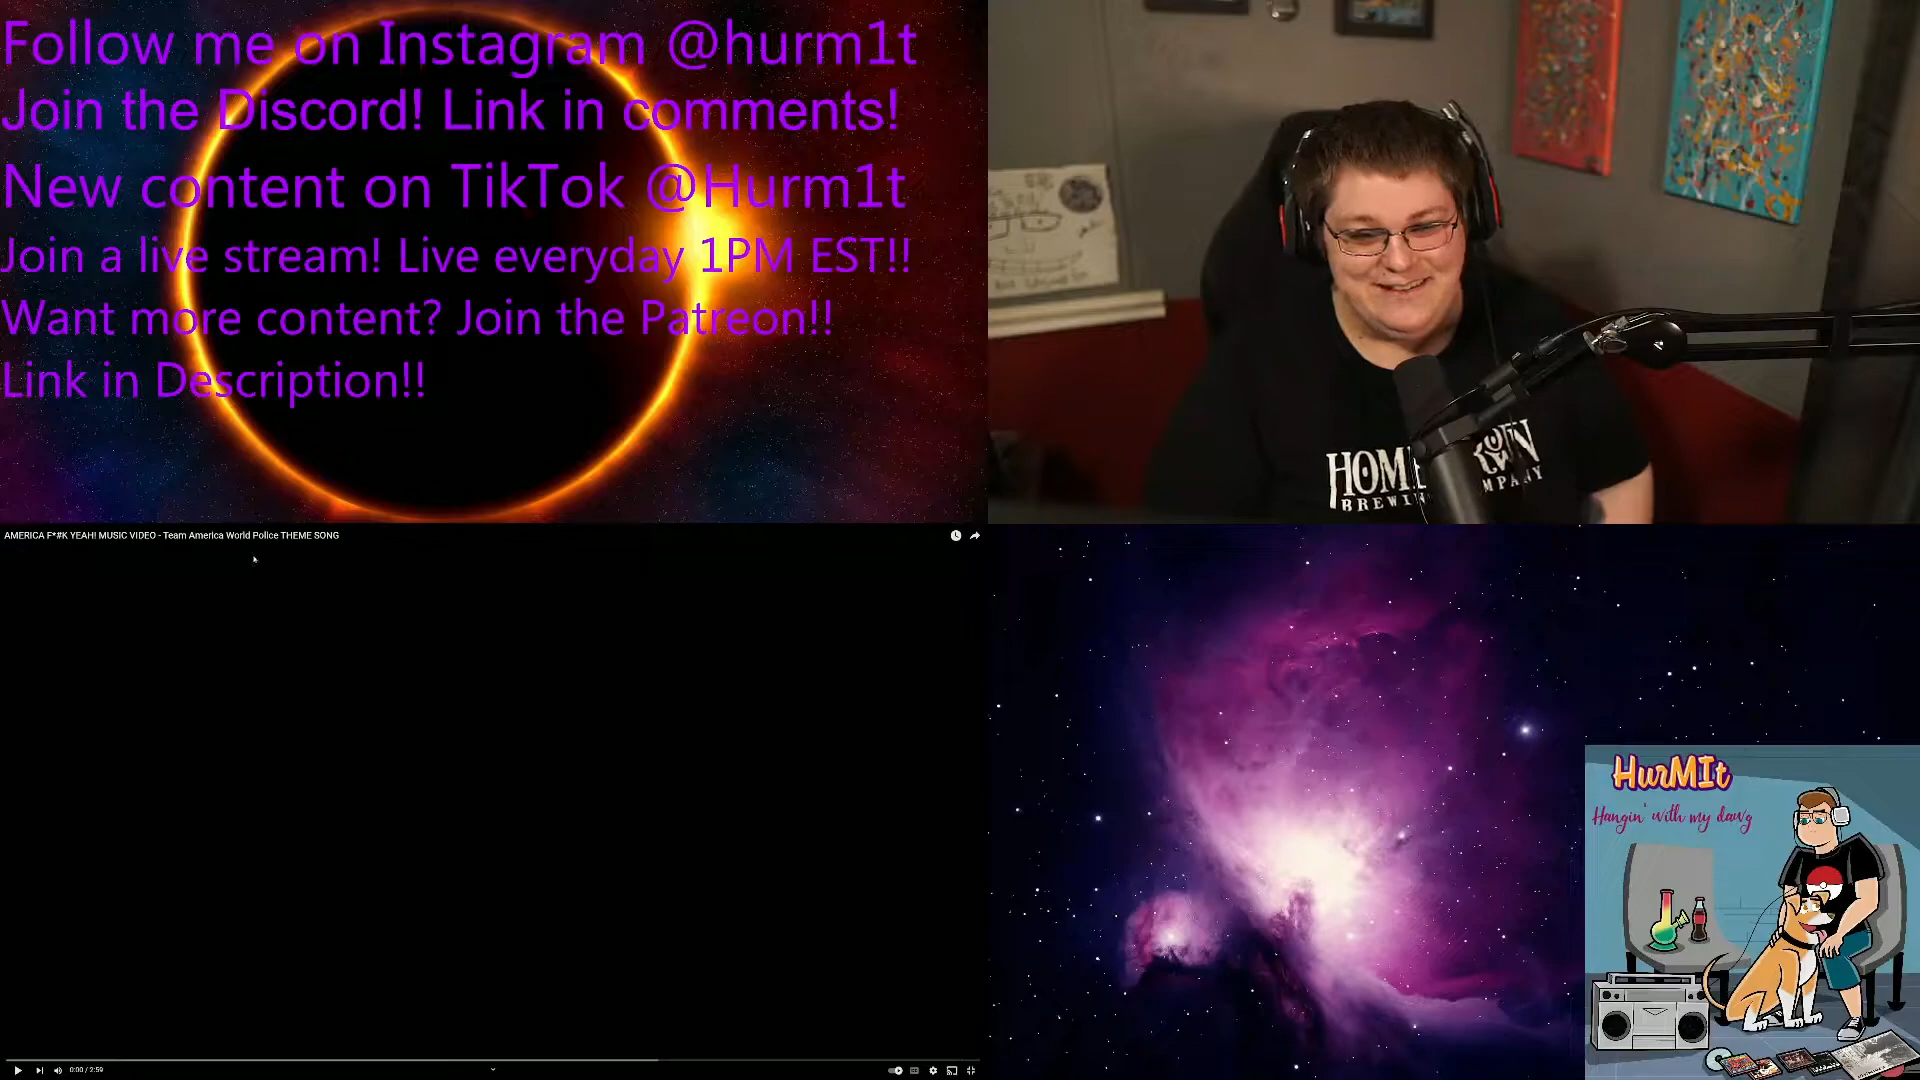 Follow me on Instagram @hurm1t
Join the Discord! Link in comments!
New content on TikTok @Hurm1t
Join a live stream! Live everyday 1PM EST!!
Want more content? Join the Patreon!!
Link in Description!!
HOME
BREWIN
MPANY
AMERICA F*#K YEAH! MUSIC VIDEO - Team America World Police THEME SONG
0:00 / 2:59
HurMIt
Hangin' with my dawg